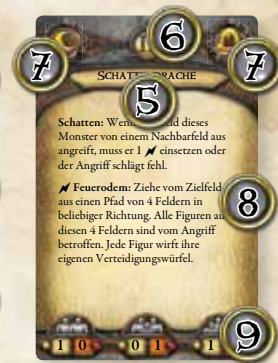 6
7
7
SCHATTENDRACHE
5
Schatten: Wenn Held dieses
Monster von einem Nachbarfeld aus
angreift, muss er 1 einsetzen oder
der Angriff schlägt fehl.
Feuerodem: Ziehe vom Zielfeld
aus einen Pfad von 4 Feldern in
beliebiger Richtung. Alle Figuren auf
diesen 4 Feldern sind vom Angriff
betroffen. Jede Figur wirft ihre
eigenen Verteidigungswürfel.
8
1 0 0 1 1
9